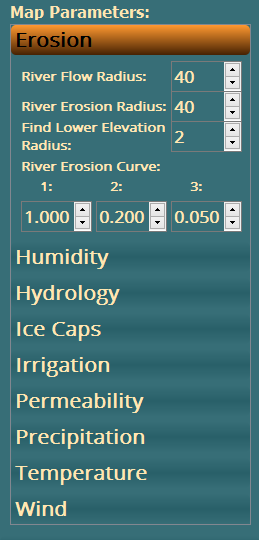 Map Parameters:
Erosion
River Flow Radius: 40
River Erosion Radius: 40
Find Lower Elevation
Radius: 2
River Erosion Curve:
1: 2: 3:
1.000 0.200 0.050
Humidity
Hydrology
Ice Caps
Irrigation
Permeability
Precipitation
Temperature
Wind